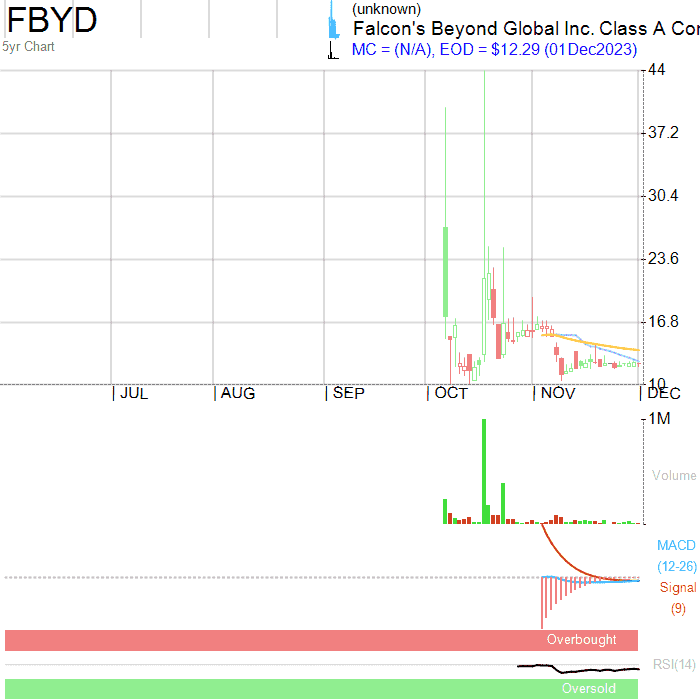 FBYD
5yr Chart
(unknown)
Falcon's Beyond Global Inc. Class A Cor
MC = (N/A), EOD = $12.29 (01Dec2023)
44
37.2
30.4
23.6
16.8
10
JUL
AUG
SEP
OCT
NOV
DEC
1M
Volume
MACD
(12-26)
Signal
(9)
Overbought
RSI(14)
Oversold